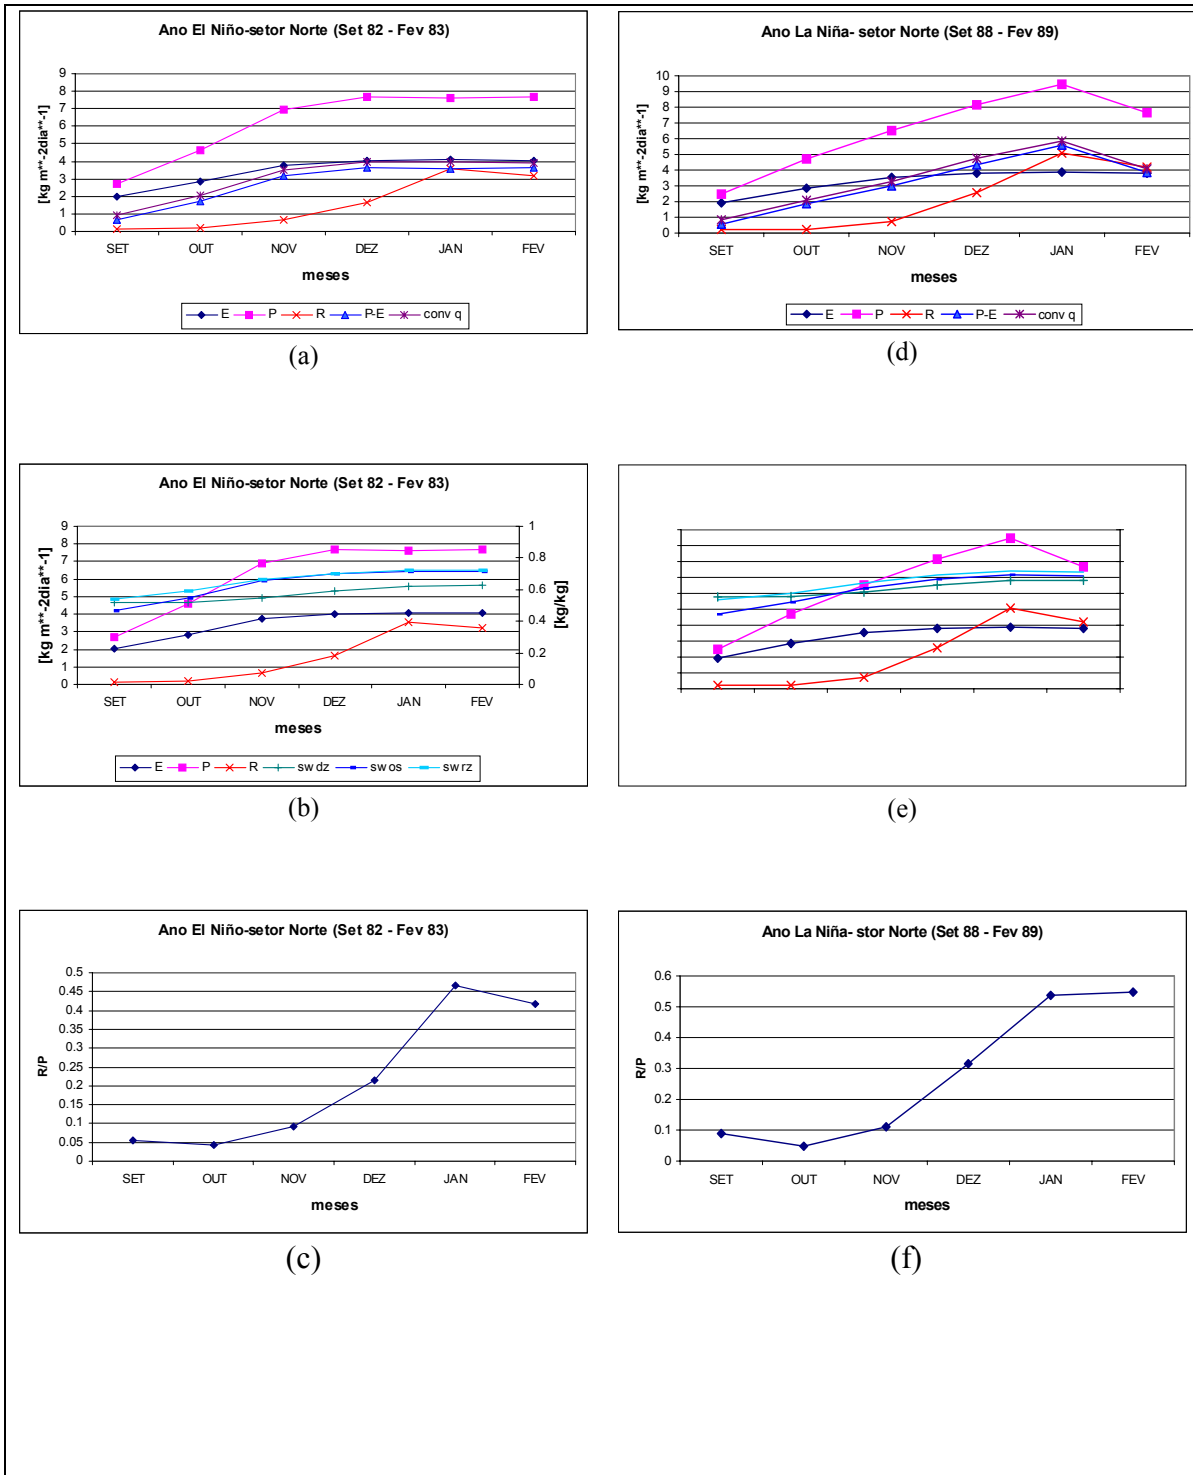 Ano El Niño-setor Norte (Set 82 - Fev 83)
[kg m**-2dia**-1]
9
8
7
6
5
4
3
2
1
0
SET OUT NOV DEZ JAN FEV
meses
E P R P-E conv q
(a)
Ano La Niña- setor Norte (Set 88 - Fev 89)
[kg m**-2dia**-1]
10
9
8
7
6
5
4
3
2
1
0
SET OUT NOV DEZ JAN FEV
meses
E P R P-E conv q
(d)
Ano El Niño-setor Norte (Set 82 - Fev 83)
[kg m**-2dia**-1]
9
8
7
6
5
4
3
2
1
0
1
0.8
0.6
0.4
0.2
0
[kg/kg]
SET OUT NOV DEZ JAN FEV
meses
E P R sw dz sw os sw rz
(b)
(e)
Ano El Niño-setor Norte (Set 82 - Fev 83)
R/P
0.5
0.45
0.4
0.35
0.3
0.25
0.2
0.15
0.1
0.05
0
SET OUT NOV DEZ JAN FEV
meses
(c)
Ano La Niña- stor Norte (Set 88 - Fev 89)
R/P
0.6
0.5
0.4
0.3
0.2
0.1
0
SET OUT NOV DEZ JAN FEV
meses
(f)